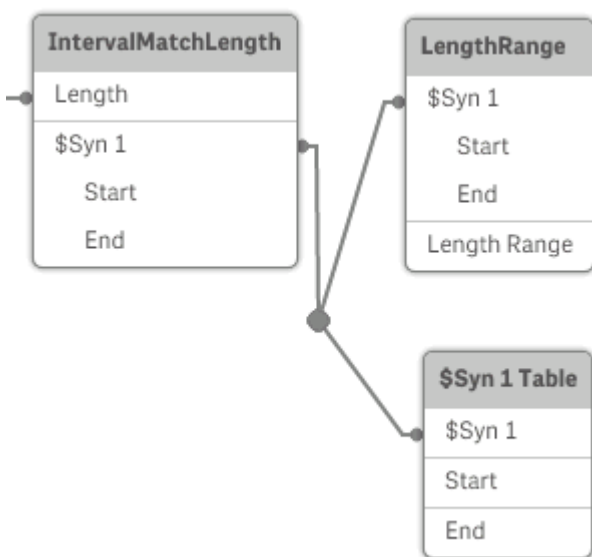 IntervalMatchLength
Length
$Syn 1
Start
End
LengthRange
$Syn 1
Start
End
Length Range
$Syn 1 Table
$Syn 1
Start
End